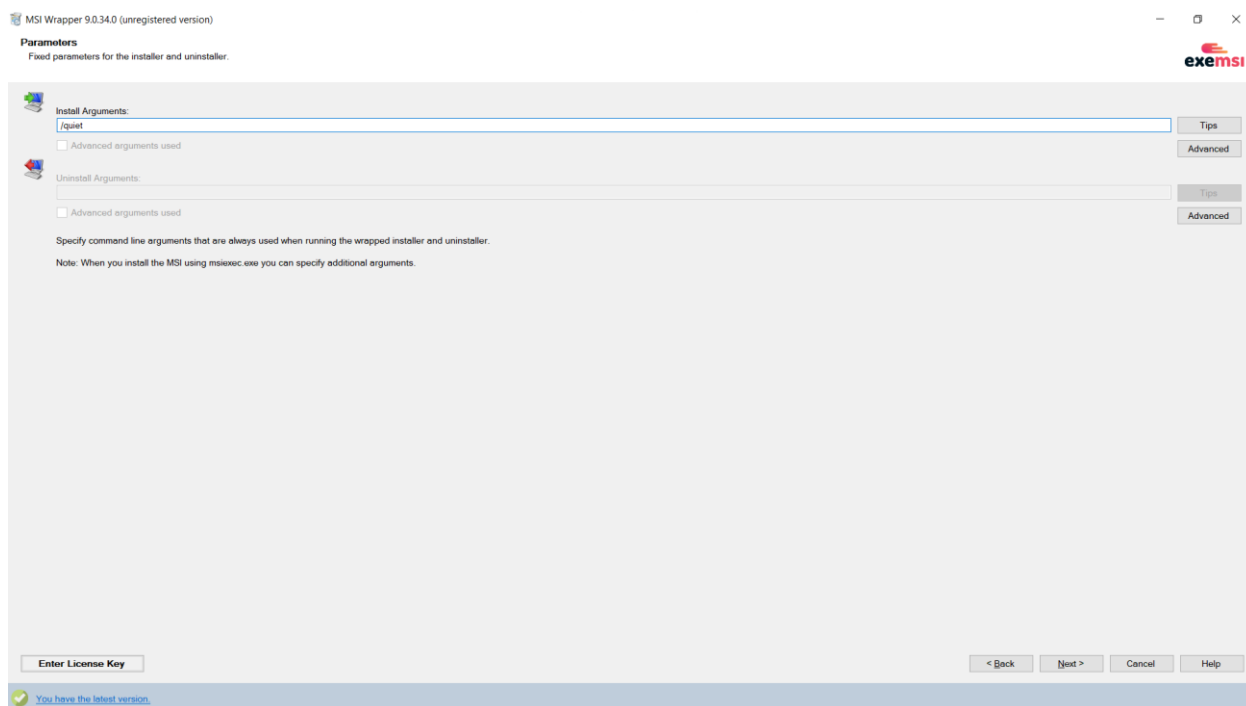 MSI Wrapper 9.0.34.0 (unregistered version)
Parameters
Fixed parameters for the installer and uninstaller.
exemsi
Install Arguments:
/quiet
Tips
Advanced arguments used
Advanced
Uninstall Arguments:
Tips
Advanced arguments used
Advanced
Specify command line arguments that are always used when running the wrapped installer and uninstaller.
Note: When you install the MSI using msiexec.exe you can specify additional arguments.
Enter License Key
< Back
Next >
Cancel
Help
You have the latest version.